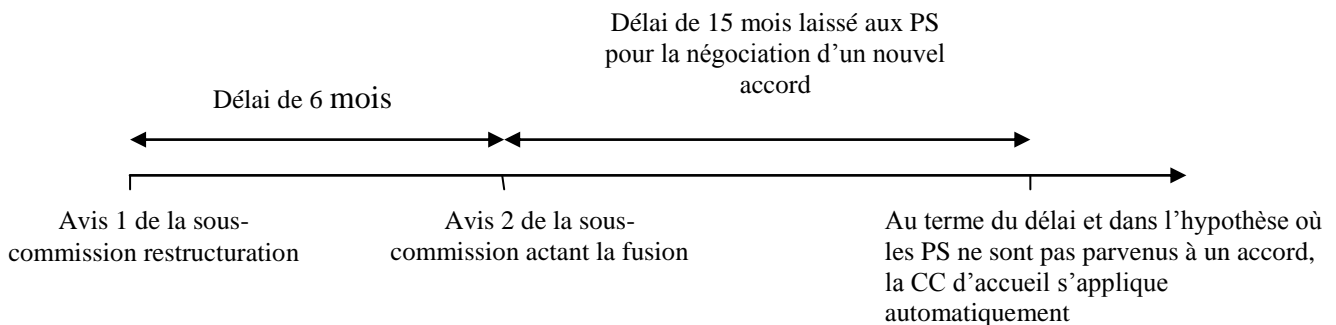 Délai de 15 mois laissé aux PS
pour la négociation d'un nouvel
accord
Délai de 6 mois
Avis 1 de la sous-
commission restructuration
Avis 2 de la sous-
commission actant la fusion
Au terme du délai et dans l'hypothèse où
les PS ne sont pas parvenus à un accord,
la CC d'accueil s'applique
automatiquement